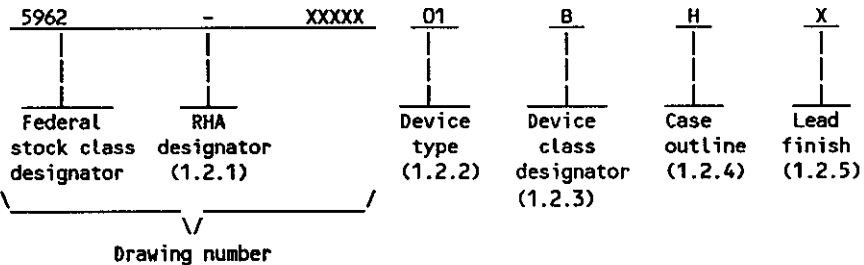 5962 - XXXXX 01 B H X
Federal RHA Device Device Case Lead
stock class designator type class outline finish
designator (1.2.1) (1.2.2) designator (1.2.4) (1.2.5)
(1.2.3)
Drawing number